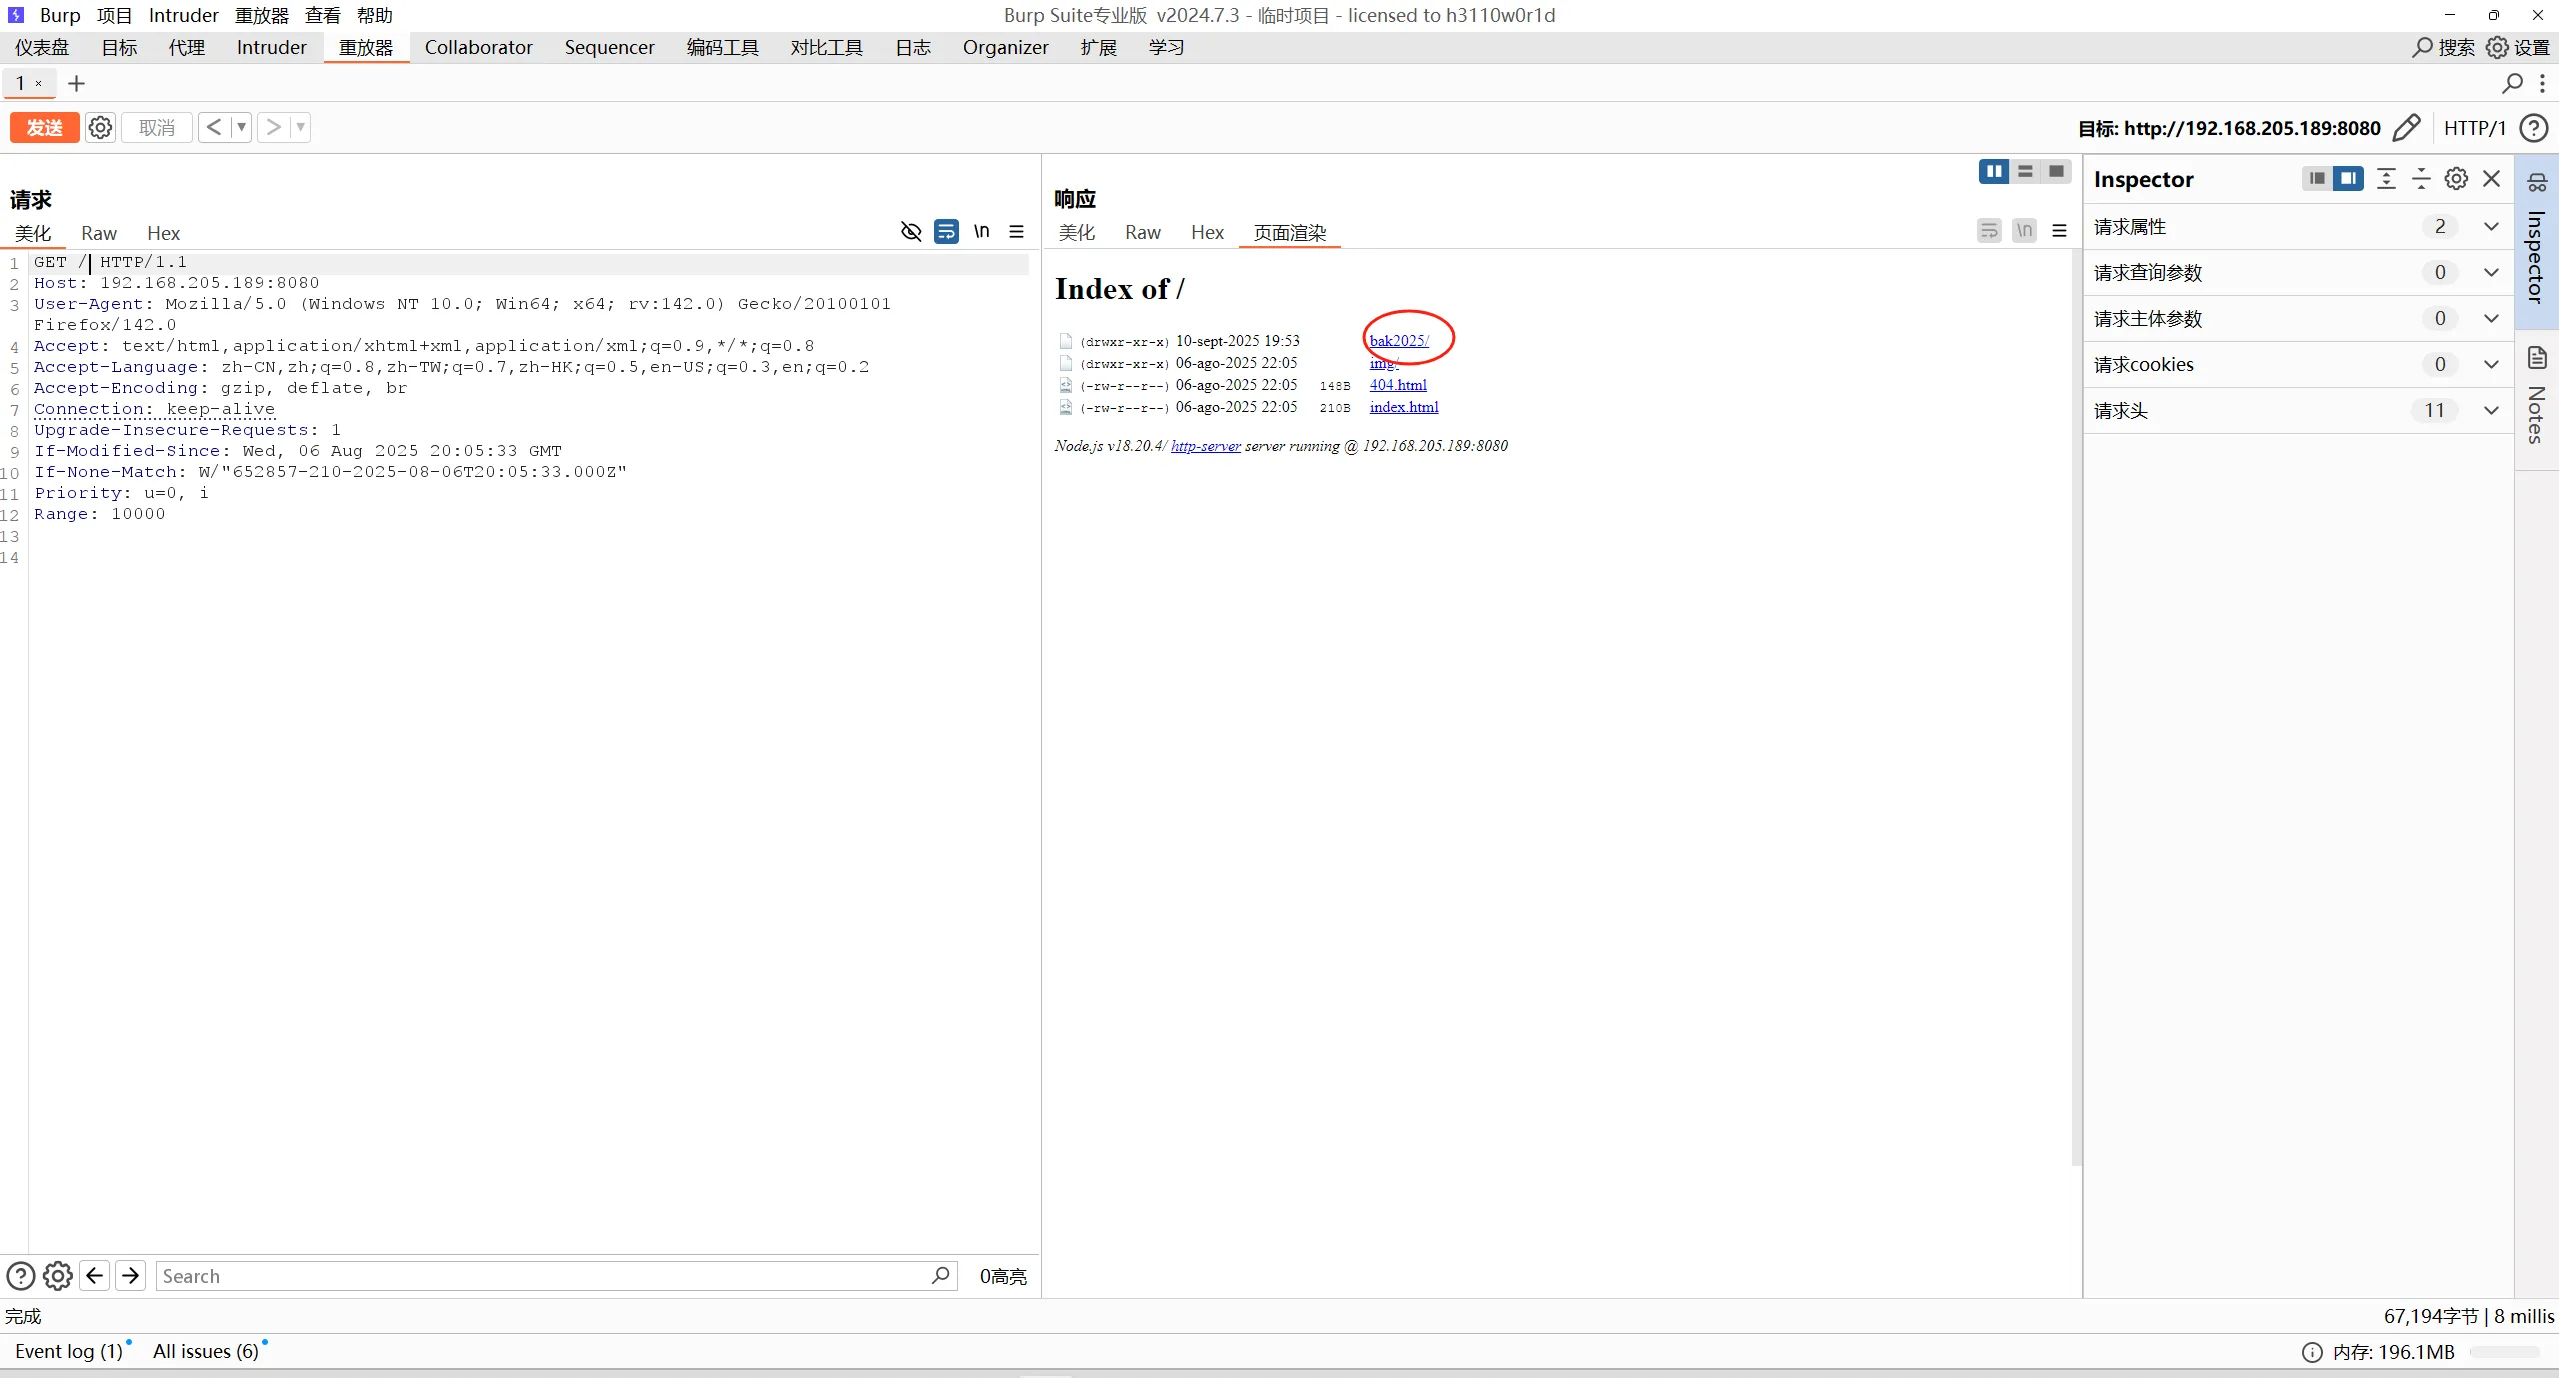 Burp 项目 Intruder 重放器 查看 帮助 Burp Suite专业版 v2024.7.3 - 临时项目 - licensed to h3110w0r1d
仪表盘 目标 代理 Intruder 重放器 Collaborator Sequencer 编码工具 对比工具 日志 Organizer 扩展 学习 搜索 设置
1 × +
发送 取消 < > 目标: http://192.168.205.189:8080 HTTP/1
请求
美化 Raw Hex \n
1 GET / HTTP/1.1
2 Host: 192.168.205.189:8080
3 User-Agent: Mozilla/5.0 (Windows NT 10.0; Win64; x64; rv:142.0) Gecko/20100101
Firefox/142.0
4 Accept: text/html,application/xhtml+xml,application/xml;q=0.9,*/*;q=0.8
5 Accept-Language: zh-CN,zh;q=0.8,zh-TW;q=0.7,zh-HK;q=0.5,en-US;q=0.3,en;q=0.2
6 Accept-Encoding: gzip, deflate, br
7 Connection: keep-alive
8 Upgrade-Insecure-Requests: 1
9 If-Modified-Since: Wed, 06 Aug 2025 20:05:33 GMT
10 If-None-Match: W/"652857-210-2025-08-06T20:05:33.000Z"
11 Priority: u=0, i
12 Range: 10000
13
14
响应
美化 Raw Hex 页面渲染 \n
Index of /
(drwxr-xr-x) 10-sept-2025 19:53 bak2025/
(drwxr-xr-x) 06-ago-2025 22:05 img/
(-rw-r--r--) 06-ago-2025 22:05 148B 404.html
(-rw-r--r--) 06-ago-2025 22:05 210B index.html
Node.js v18.20.4/ http-server server running @ 192.168.205.189:8080
Inspector
请求属性 2
请求查询参数 0
请求主体参数 0
请求cookies 0
请求头 11
Inspector
Notes
Search 0高亮
完成 67,194字节 | 8 millis
Event log (1) All issues (6) 内存: 196.1MB